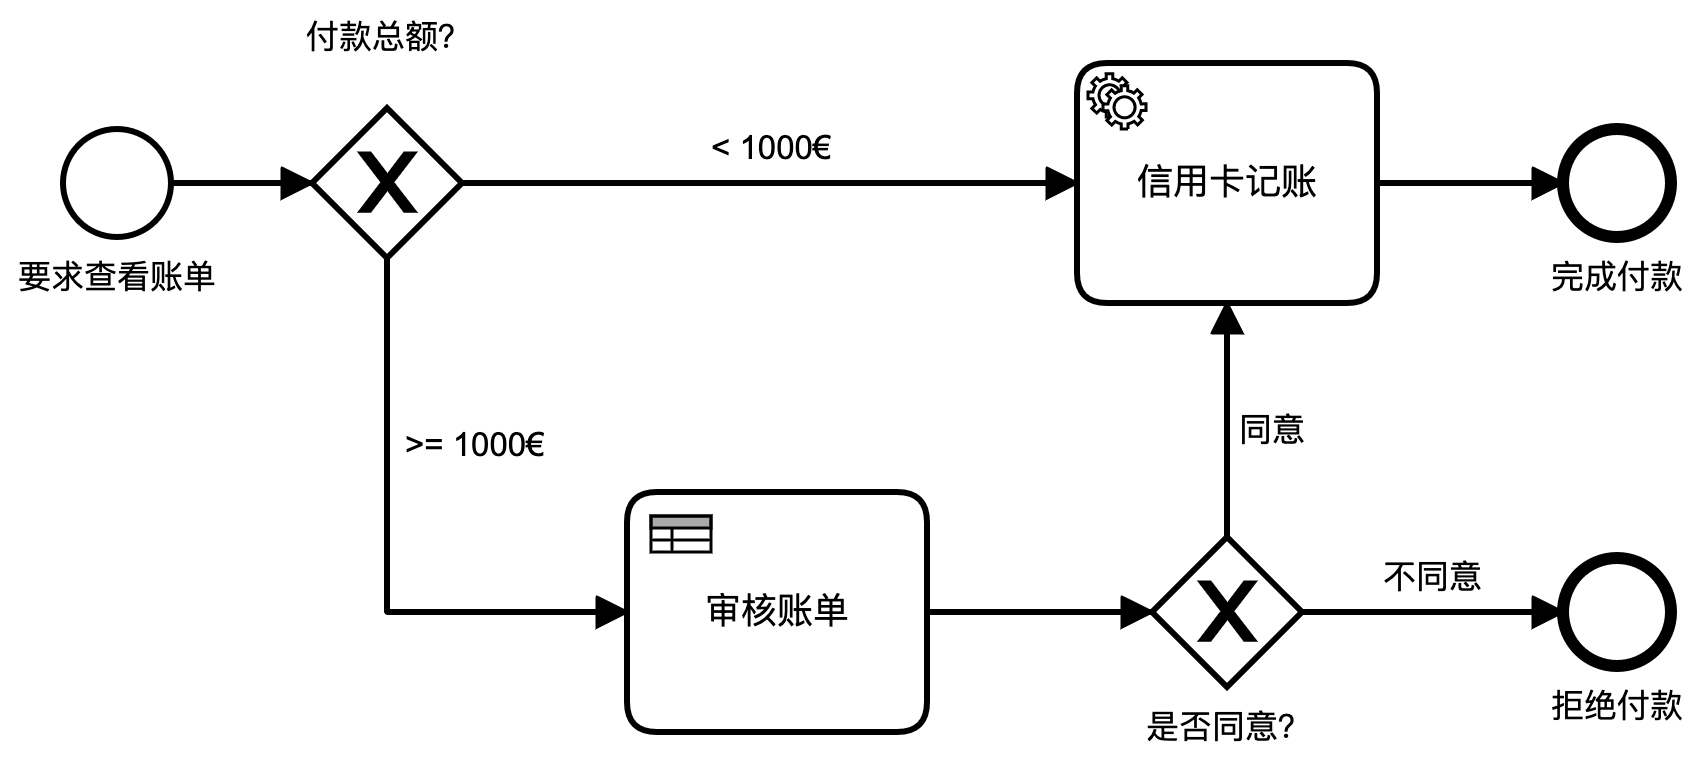 付款总额?
< 1000€
信用卡记账
要求查看账单
完成付款
>= 1000€
同意
审核账单
不同意
拒绝付款
是否同意?